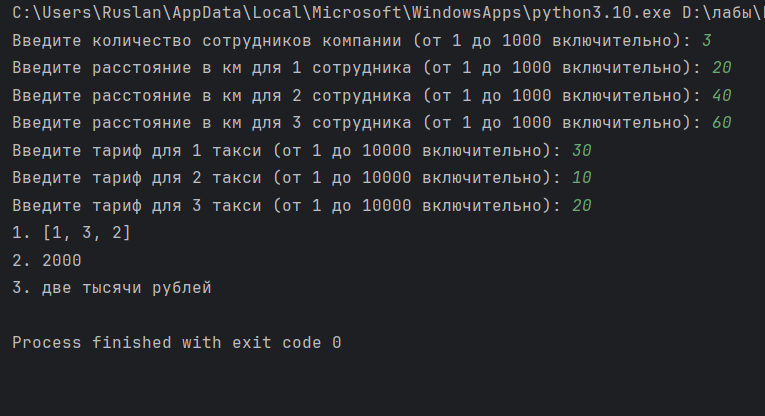 C:\Users\Ruslan\AppData\Local\Microsoft\WindowsApps\python3.10.exe D:\лабы\
Введите количество сотрудников компании (от 1 до 1000 включительно): 3
Введите расстояние в км для 1 сотрудника (от 1 до 1000 включительно): 20
Введите расстояние в км для 2 сотрудника (от 1 до 1000 включительно): 40
Введите расстояние в км для 3 сотрудника (от 1 до 1000 включительно): 60
Введите тариф для 1 такси (от 1 до 10000 включительно): 30
Введите тариф для 2 такси (от 1 до 10000 включительно): 10
Введите тариф для 3 такси (от 1 до 10000 включительно): 20
1. [1, 3, 2]
2. 2000
3. две тысячи рублей
Process finished with exit code 0